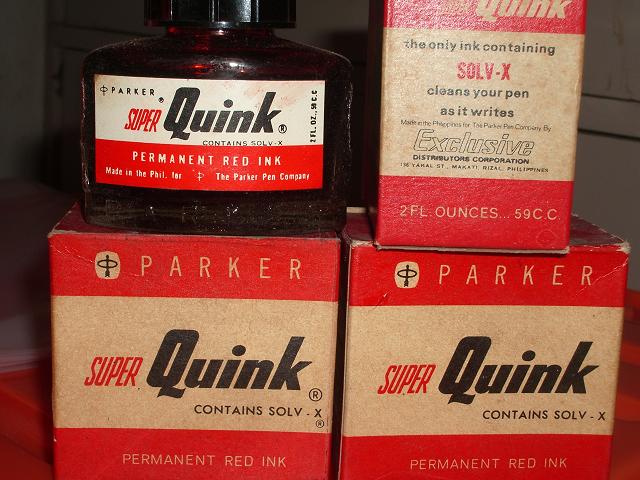 PARKER
SUPER Quink®
CONTAINS SOLV-X
2 FL. OZ., 59 C.C
PERMANENT RED INK
Made in the Phil. for The Parker Pen Company
Quink
the only ink containing
SOLV-X
cleans your pen
as it writes
Made in the Philippines for The Parker Pen Company By
Exclusive
DISTRIBUTORS CORPORATION
MAKATI, RIZAL, PHILIPPINES
2 FL. OUNCES... 59 C.C.
PARKER
SUPER Quink®
CONTAINS SOLV-X®
PERMANENT RED INK
PARKER
SUPER Quink
CONTAINS SOLV-X
PERMANENT RED INK